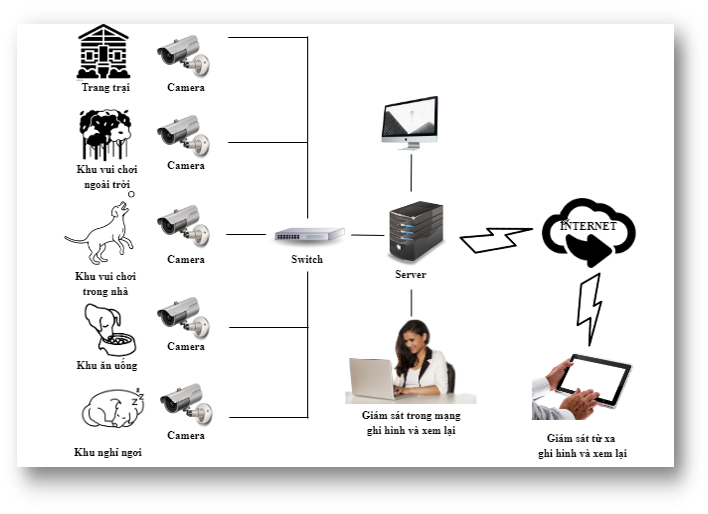 Trang trại
Camera
Khu vui chơi
ngoài trời
Camera
Khu vui chơi
trong nhà
Camera
Switch
Server
INTERNET
Khu ăn uống
Camera
Z
Z
Z
Khu nghỉ ngơi
Camera
Giám sát trong mạng
ghi hình và xem lại
Giám sát từ xa
ghi hình và xem lại